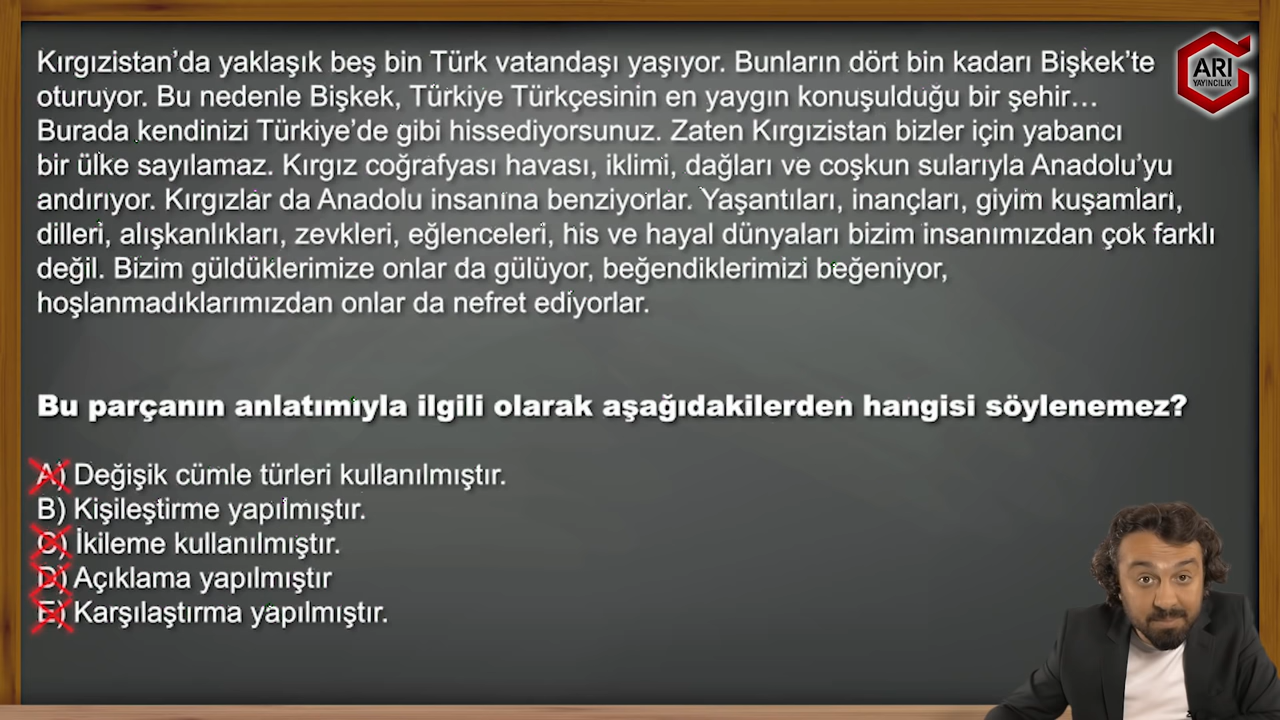 Kırgızistan’da yaklaşık beş bin Türk vatandaşı yaşıyor. Bunların dört bin kadarı Bişkek’te
oturuyor. Bu nedenle Bişkek, Türkiye Türkçesinin en yaygın konuşulduğu bir şehir…
Burada kendinizi Türkiye’de gibi hissediyorsunuz. Zaten Kırgızistan bizler için yabancı
bir ülke sayılamaz. Kırgız coğrafyası havası, iklimi, dağları ve coşkun sularıyla Anadolu’yu
andırıyor. Kırgızlar da Anadolu insanına benziyorlar. Yaşantıları, inançları, giyim kuşamları,
dilleri, alışkanlıkları, zevkleri, eğlenceleri, his ve hayal dünyaları bizim insanımızdan çok farklı
değil. Bizim güldüklerimize onlar da gülüyor, beğendiklerimizi beğeniyor,
hoşlanmadıklarımızdan onlar da nefret ediyorlar.
Bu parçanın anlatımıyla ilgili olarak aşağıdakilerden hangisi söylenemez?
A) Değişik cümle türleri kullanılmıştır.
B) Kişileştirme yapılmıştır.
C) İkileme kullanılmıştır.
D) Açıklama yapılmıştır
E) Karşılaştırma yapılmıştır.
ARI
YAYINCILIK